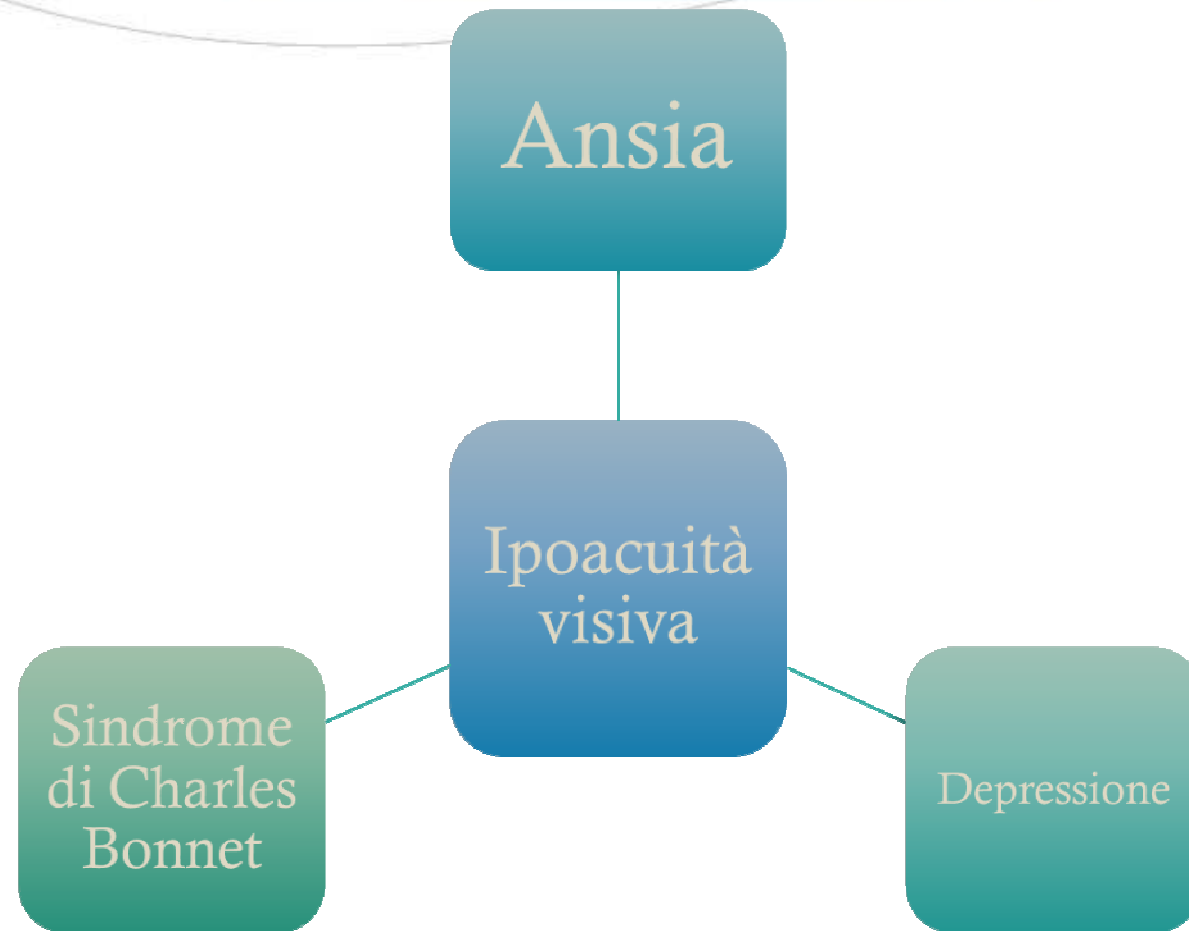 Ansia
Ipoacuità
visiva
Sindrome
di Charles
Bonnet
Depressione